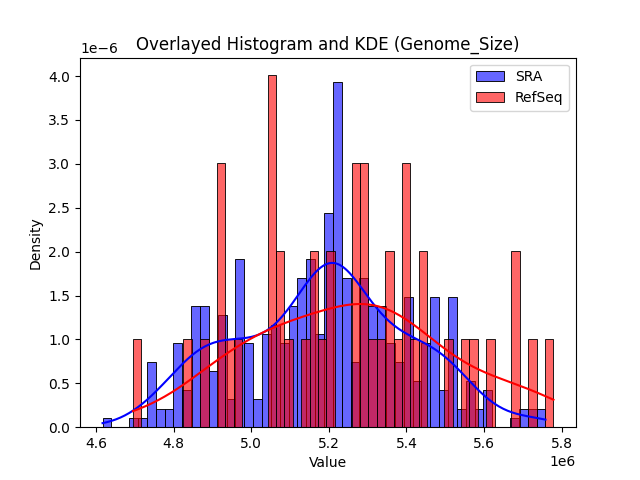 Overlayed Histogram and KDE (Genome_Size)
1e−6
SRA
RefSeq
4.0
3.5
3.0
2.5
2.0
1.5
1.0
0.5
0.0
Density
4.6 4.8 5.0 5.2 5.4 5.6 5.8
1e6
Value